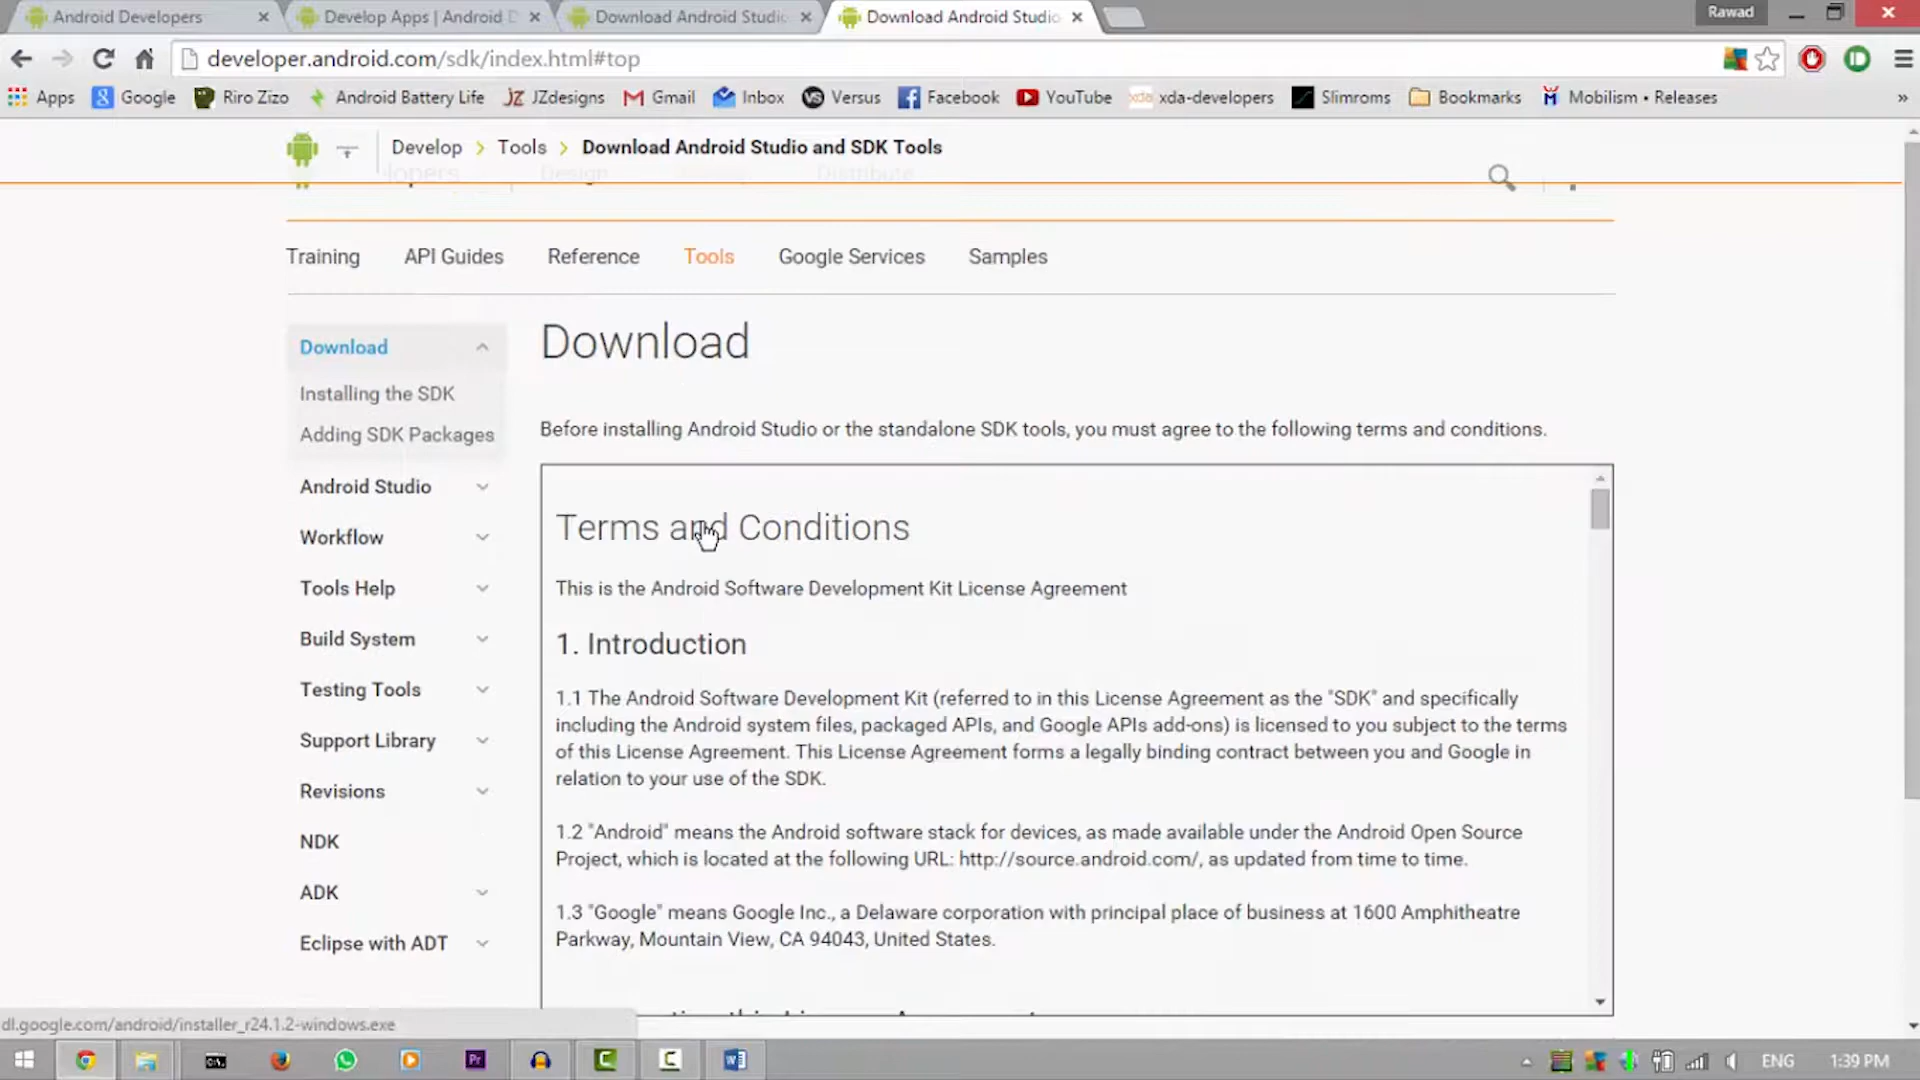 Android Developers
Develop Apps | Android D
Download Android Studio
Download Android Studio
Rawad
developer.android.com/sdk/index.html#top
Apps
Google
Riro Zizo
Android Battery Life
JZdesigns
Gmail
Inbox
Versus
Facebook
YouTube
xda-developers
Slimroms
Bookmarks
Mobilism • Releases
»
Develop > Tools > Download Android Studio and SDK Tools
elopers Design Distribute
Training API Guides Reference Tools Google Services Samples
Download
Installing the SDK
Adding SDK Packages
Android Studio
Workflow
Tools Help
Build System
Testing Tools
Support Library
Revisions
NDK
ADK
Eclipse with ADT
Download
Before installing Android Studio or the standalone SDK tools, you must agree to the following terms and conditions.
Terms and Conditions
This is the Android Software Development Kit License Agreement
1. Introduction
1.1 The Android Software Development Kit (referred to in this License Agreement as the "SDK" and specifically
including the Android system files, packaged APIs, and Google APIs add-ons) is licensed to you subject to the terms
of this License Agreement. This License Agreement forms a legally binding contract between you and Google in
relation to your use of the SDK.
1.2 "Android" means the Android software stack for devices, as made available under the Android Open Source
Project, which is located at the following URL: http://source.android.com/, as updated from time to time.
1.3 "Google" means Google Inc., a Delaware corporation with principal place of business at 1600 Amphitheatre
Parkway, Mountain View, CA 94043, United States.
dl.google.com/android/installer_r24.1.2-windows.exe
ENG
1:39 PM